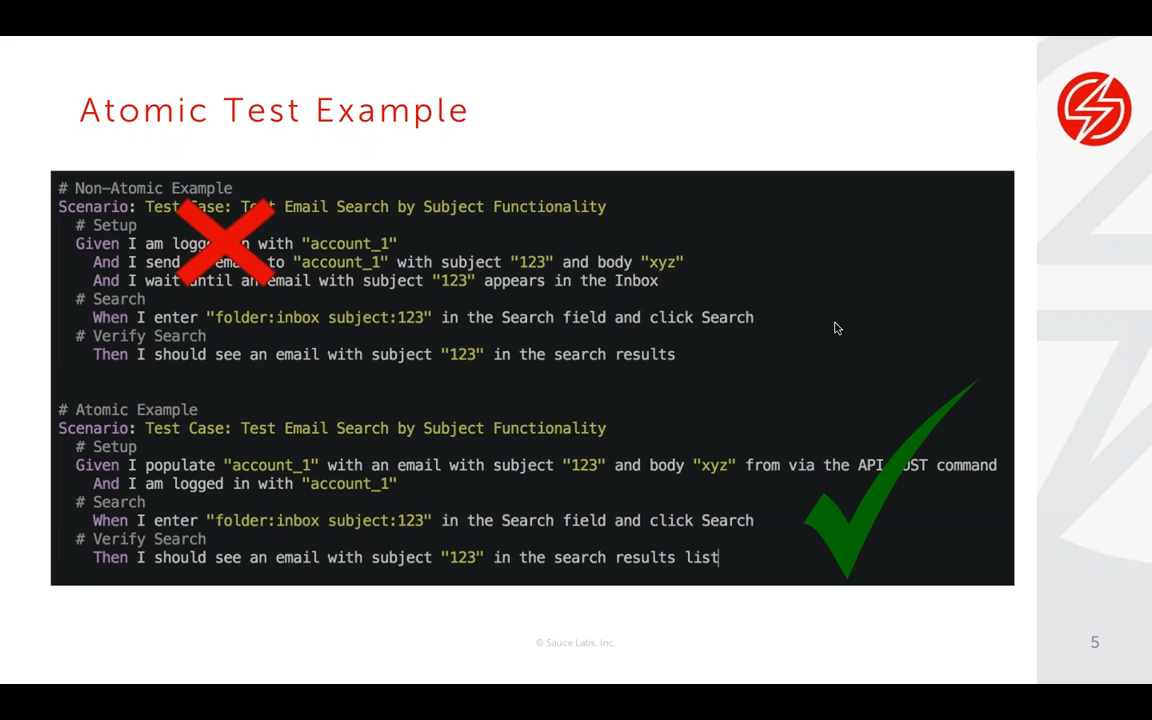 Atomic Test Example
# Non-Atomic Example
Scenario: Test Case: Test Email Search by Subject Functionality
# Setup
Given I am logged in with "account_1"
And I send email to "account_1" with subject "123" and body "xyz"
And I wait until an email with subject "123" appears in the Inbox
# Search
When I enter "folder:inbox subject:123" in the Search field and click Search
# Verify Search
Then I should see an email with subject "123" in the search results
# Atomic Example
Scenario: Test Case: Test Email Search by Subject Functionality
# Setup
Given I populate "account_1" with an email with subject "123" and body "xyz" from via the API POST command
And I am logged in with "account_1"
# Search
When I enter "folder:inbox subject:123" in the Search field and click Search
# Verify Search
Then I should see an email with subject "123" in the search results list
© Sauce Labs, Inc.
5